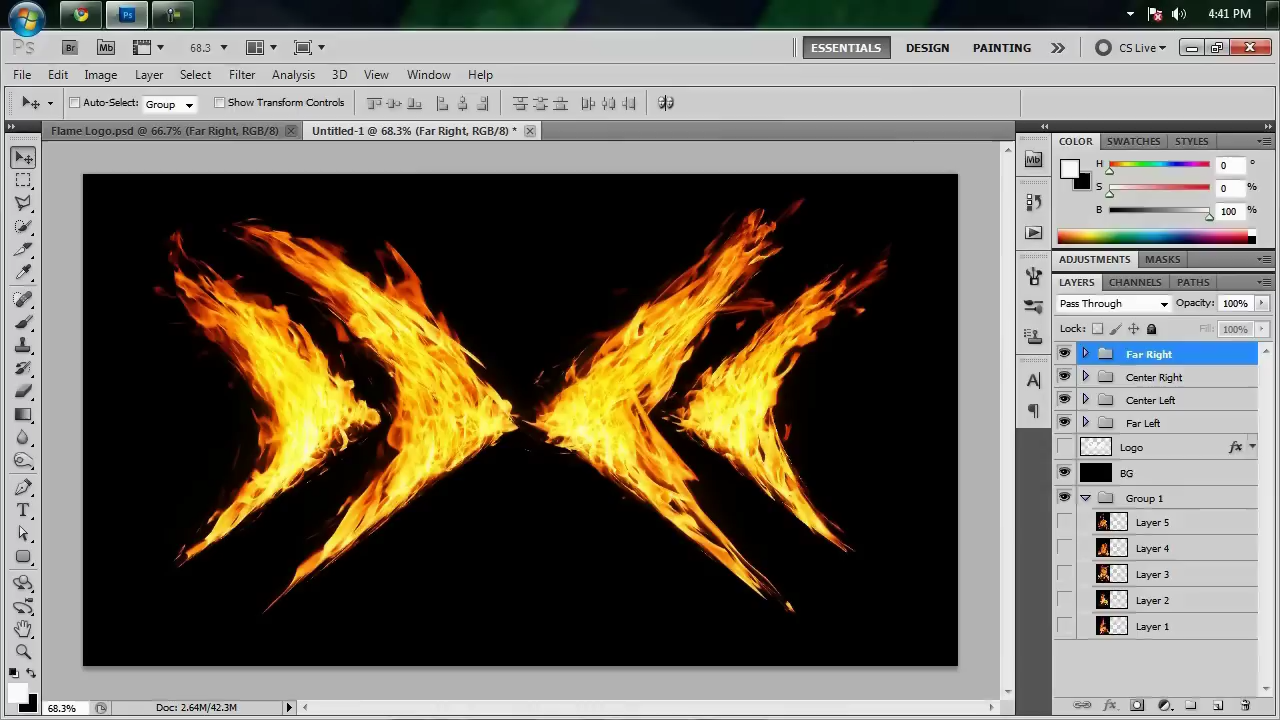 4:41 PM
Ps Br Mb 68.3 ESSENTIALS DESIGN PAINTING CS Live
File Edit Image Layer Select Filter Analysis 3D View Window Help
Auto-Select: Group Show Transform Controls
Flame Logo.psd @ 66.7% (Far Right, RGB/8) Untitled-1 @ 68.3% (Far Right, RGB/8) *
COLOR SWATCHES STYLES
H 0 °
S 0 %
B 100 %
ADJUSTMENTS MASKS
LAYERS CHANNELS PATHS
Pass Through Opacity: 100%
Lock: Fill: 100%
Far Right
Center Right
Center Left
Far Left
Logo fx
BG
Group 1
Layer 5
Layer 4
Layer 3
Layer 2
Layer 1
68.3% Doc: 2.64M/42.3M